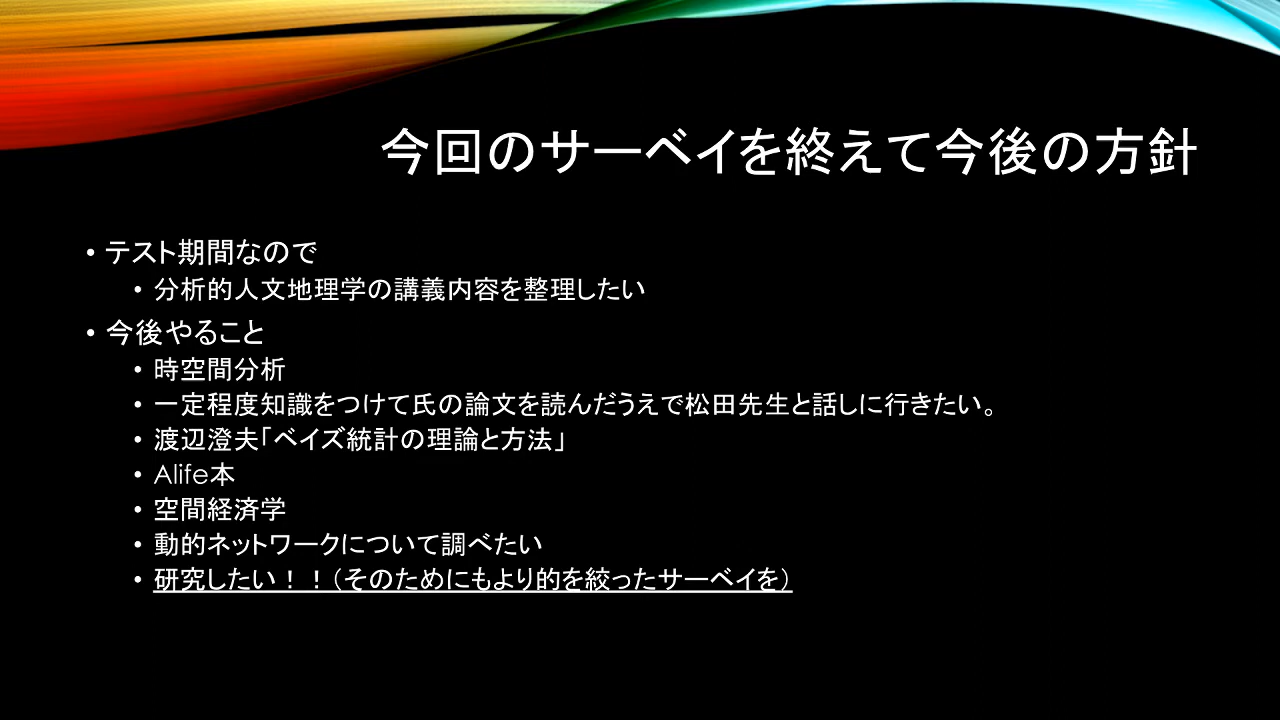 今回のサーベイを終えて今後の方針
• テスト期間なので
• 分析的人文地理学の講義内容を整理したい
• 今後やること
• 時空間分析
• 一定程度知識をつけて氏の論文を読んだうえで松田先生と話しに行きたい。
• 渡辺澄夫「ベイズ統計の理論と方法」
• Alife本
• 空間経済学
• 動的ネットワークについて調べたい
• 研究したい！！（そのためにもより的を絞ったサーベイを）